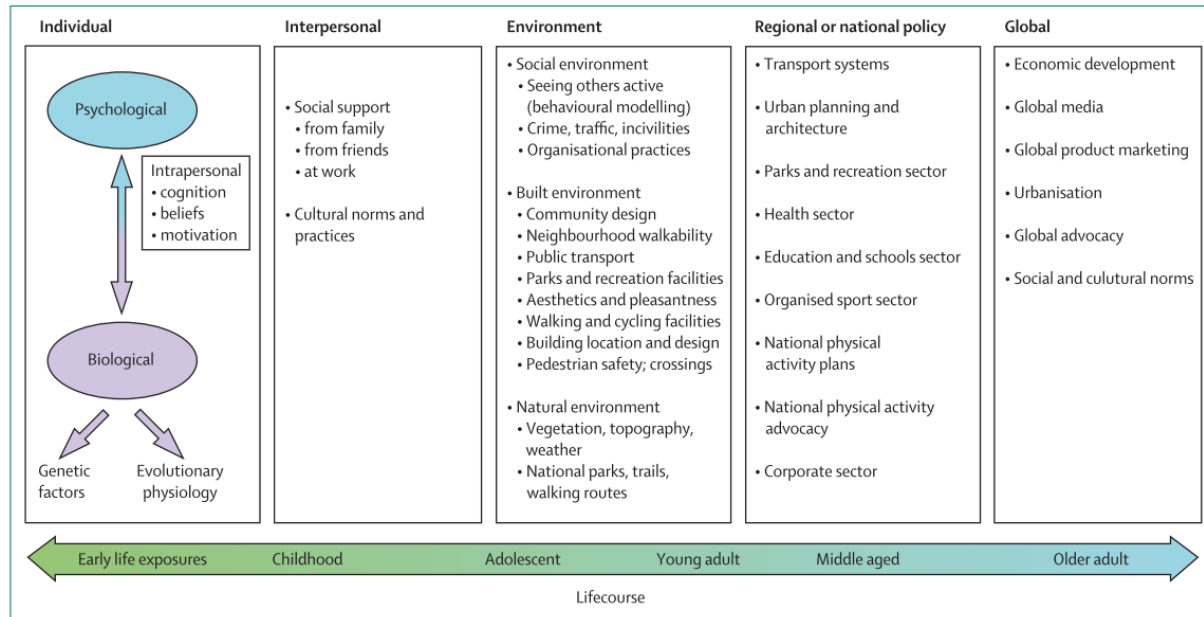 Individual
Psychological
Intrapersonal
• cognition
• beliefs
• motivation
Biological
Genetic
factors
Evolutionary
physiology
Interpersonal
• Social support
• from family
• from friends
• at work
• Cultural norms and
practices
Environment
• Social environment
• Seeing others active
(behavioural modelling)
• Crime, traffic, incivilities
• Organisational practices
• Built environment
• Community design
• Neighbourhood walkability
• Public transport
• Parks and recreation facilities
• Aesthetics and pleasantness
• Walking and cycling facilities
• Building location and design
• Pedestrian safety; crossings
• Natural environment
• Vegetation, topography,
weather
• National parks, trails,
walking routes
Regional or national policy
• Transport systems
• Urban planning and
architecture
• Parks and recreation sector
• Health sector
• Education and schools sector
• Organised sport sector
• National physical
activity plans
• National physical activity
advocacy
• Corporate sector
Global
• Economic development
• Global media
• Global product marketing
• Urbanisation
• Global advocacy
• Social and culutural norms
Early life exposures
Childhood
Adolescent
Young adult
Middle aged
Older adult
Lifecourse